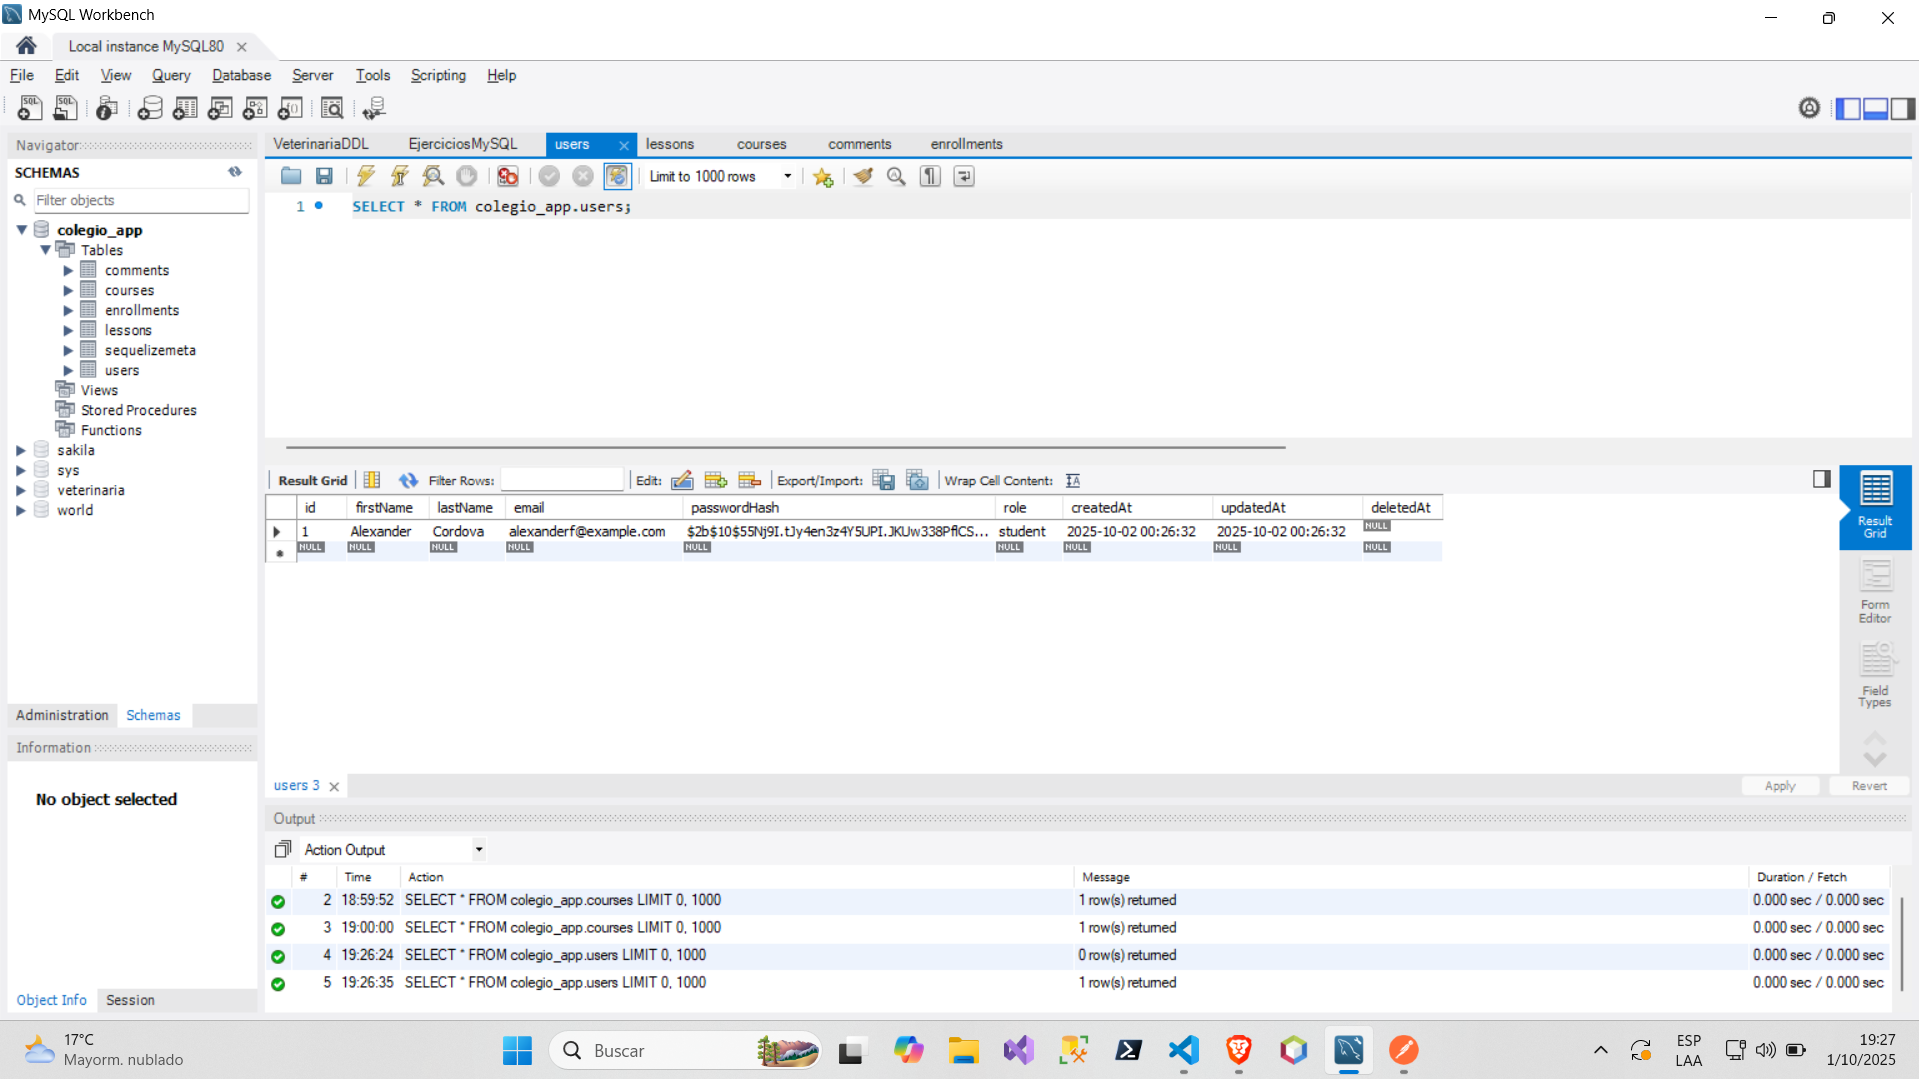 MySQL Workbench
Local instance MySQL80
File Edit View Query Database Server Tools Scripting Help
Navigator
SCHEMAS
Filter objects
colegio_app
Tables
comments
courses
enrollments
lessons
sequelizemeta
users
Views
Stored Procedures
Functions
sakila
sys
veterinaria
world
Administration Schemas
Information
No object selected
Object Info Session
VeterinariaDDL EjerciciosMySQL users lessons courses comments enrollments
Limit to 1000 rows
1 SELECT * FROM colegio_app.users;
Result Grid Filter Rows: Edit: Export/Import: Wrap Cell Content:
id firstName lastName email passwordHash role createdAt updatedAt deletedAt
1 Alexander Cordova alexanderf@example.com $2b$10$55Nj9I.tJy4en3z4Y5UPI.JKUw338PflCS... student 2025-10-02 00:26:32 2025-10-02 00:26:32 NULL
NULL NULL NULL NULL NULL NULL NULL NULL NULL
Result Grid
Form Editor
Field Types
users 3
Apply Revert
Output
Action Output
# Time Action Message Duration / Fetch
2 18:59:52 SELECT * FROM colegio_app.courses LIMIT 0, 1000 1 row(s) returned 0.000 sec / 0.000 sec
3 19:00:00 SELECT * FROM colegio_app.courses LIMIT 0, 1000 1 row(s) returned 0.000 sec / 0.000 sec
4 19:26:24 SELECT * FROM colegio_app.users LIMIT 0, 1000 0 row(s) returned 0.000 sec / 0.000 sec
5 19:26:35 SELECT * FROM colegio_app.users LIMIT 0, 1000 1 row(s) returned 0.000 sec / 0.000 sec
17°C
Mayorm. nublado
Buscar
ESP
LAA
19:27
1/10/2025